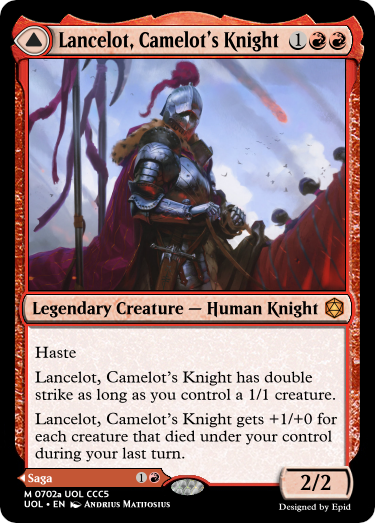 Lancelot, Camelot's Knight 1
Legendary Creature — Human Knight
Haste
Lancelot, Camelot's Knight has double
strike as long as you control a 1/1 creature.
Lancelot, Camelot's Knight gets +1/+0 for
each creature that died under your control
during your last turn.
Saga 1
2/2
M 0702a UOL CCC5
UOL • EN Andrius Matijosius
Designed by Epid